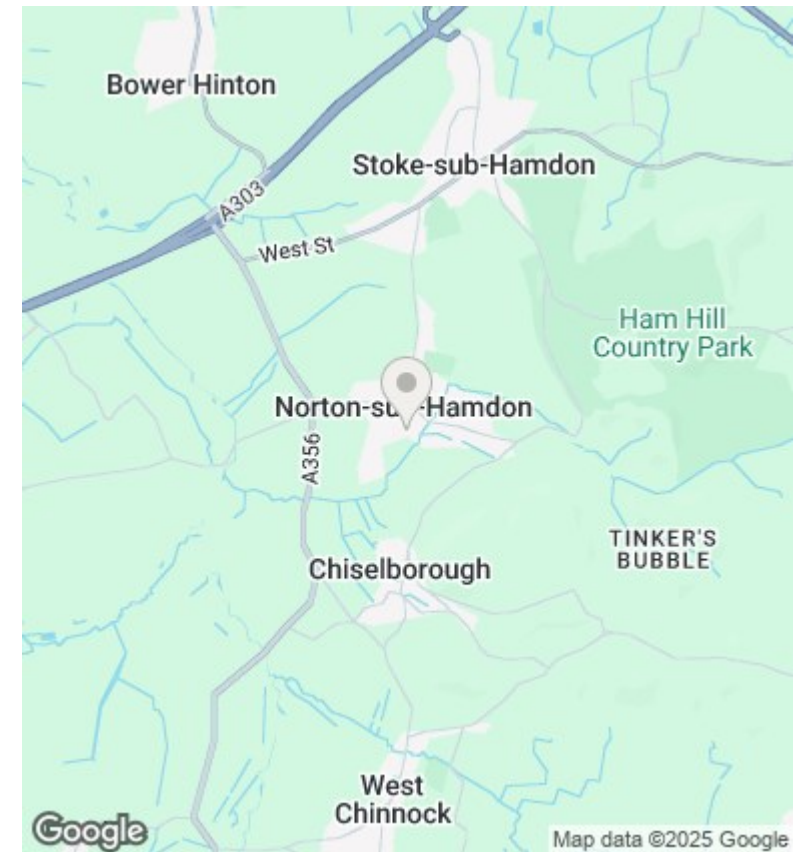 Bower Hinton
Stoke-sub-Hamdon
A303
West St
Ham Hill
Country Park
Norton-sub-Hamdon
A356
TINKER'S
BUBBLE
Chiselborough
West
Chinnock
Google
Map data ©2025 Google